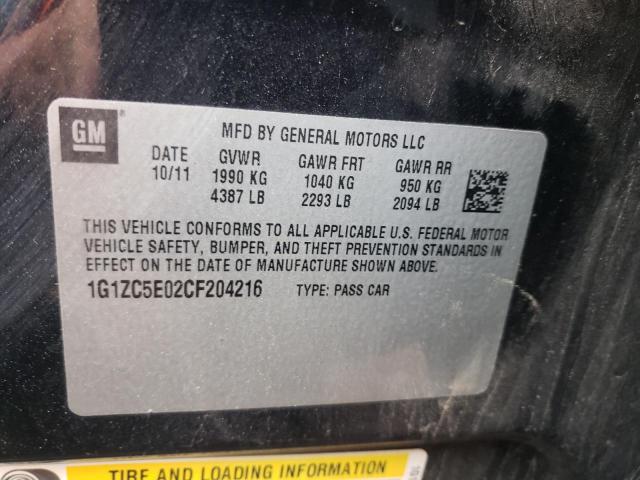 GM ®
MFD BY GENERAL MOTORS LLC
DATE GVWR GAWR FRT GAWR RR
10/11 1990 KG 1040 KG 950 KG
4387 LB 2293 LB 2094 LB
THIS VEHICLE CONFORMS TO ALL APPLICABLE U.S. FEDERAL MOTOR
VEHICLE SAFETY, BUMPER, AND THEFT PREVENTION STANDARDS IN
EFFECT ON THE DATE OF MANUFACTURE SHOWN ABOVE.
1G1ZC5E02CF204216 TYPE: PASS CAR
TIRE AND LOADING INFORMATION